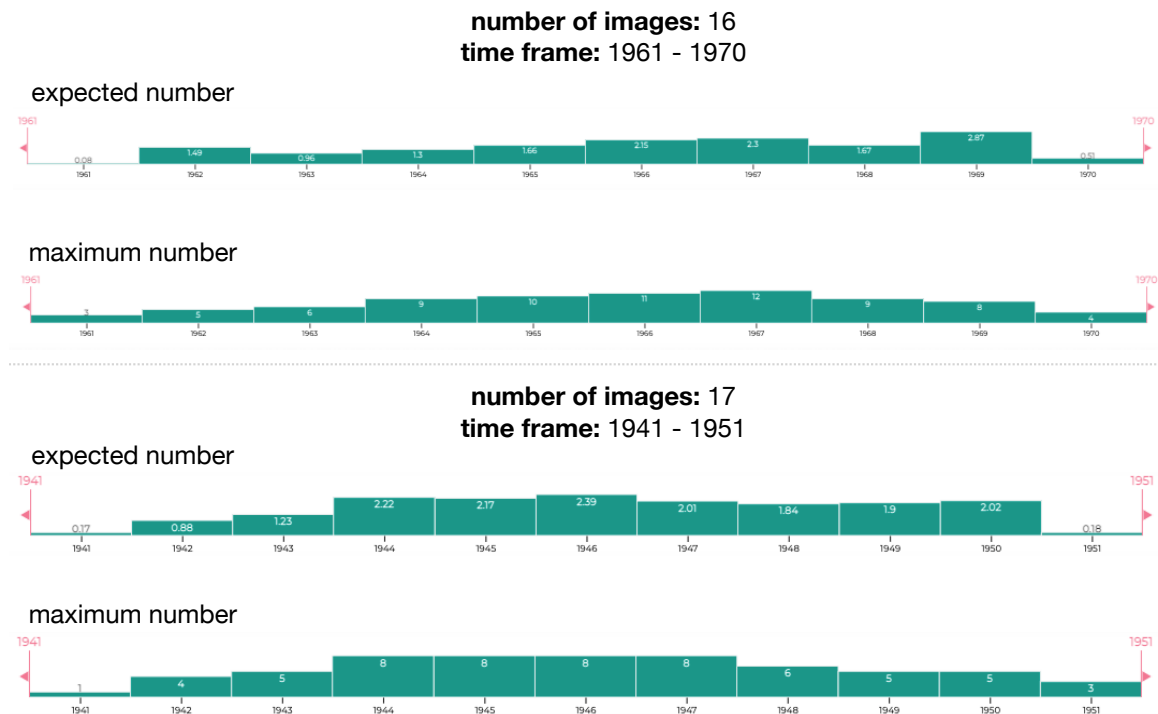 number of images: 16
time frame: 1961 - 1970
expected number
1961 1970
0.08 1.49 0.96 1.3 1.66 2.15 2.3 1.67 2.87 0.51
1961 1962 1963 1964 1965 1966 1967 1968 1969 1970
maximum number
1961 1970
3 5 6 9 10 11 12 9 8 4
1961 1962 1963 1964 1965 1966 1967 1968 1969 1970
number of images: 17
time frame: 1941 - 1951
expected number
1941 1951
0.17 0.88 1.23 2.22 2.17 2.39 2.01 1.84 1.9 2.02 0.18
1941 1942 1943 1944 1945 1946 1947 1948 1949 1950 1951
maximum number
1941 1951
1 4 5 8 8 8 8 6 5 5 3
1941 1942 1943 1944 1945 1946 1947 1948 1949 1950 1951